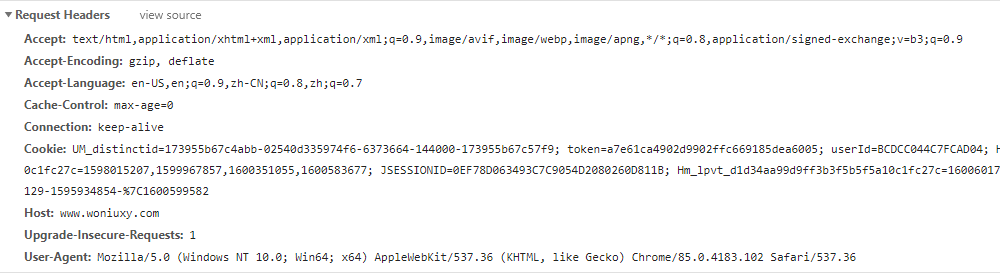 Request Headers view source
Accept: text/html,application/xhtml+xml,application/xml;q=0.9,image/avif,image/webp,image/apng,*/*;q=0.8,application/signed-exchange;v=b3;q=0.9
Accept-Encoding: gzip, deflate
Accept-Language: en-US,en;q=0.9,zh-CN;q=0.8,zh;q=0.7
Cache-Control: max-age=0
Connection: keep-alive
Cookie: UM_distinctid=173955b67c4abb-02540d335974f6-6373664-144000-173955b67c57f9; token=a7e61ca4902d9902ffc669185dea6005; userId=BCDCC044C7FCAD04; H
0c1fc27c=1598015207,1599967857,1600351055,1600583677; JSESSIONID=0EF78D063493C7C9054D2080260D811B; Hm_lpvt_d1d34aa99d9ff3b3f5b5f5a10c1fc27c=16006017
129-1595934854-%7C1600599582
Host: www.woniuxy.com
Upgrade-Insecure-Requests: 1
User-Agent: Mozilla/5.0 (Windows NT 10.0; Win64; x64) AppleWebKit/537.36 (KHTML, like Gecko) Chrome/85.0.4183.102 Safari/537.36